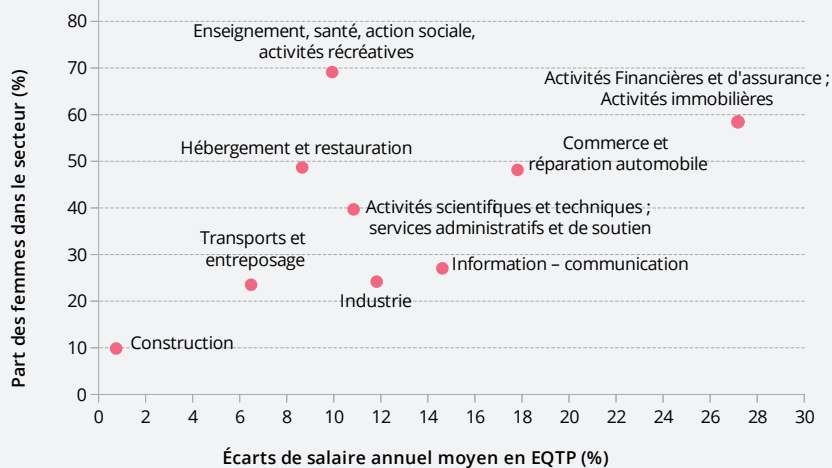 80
Enseignement, santé, action sociale,
activités récréatives
70
Activités Financières et d'assurance ;
Activités immobilières
60
Commerce et
réparation automobile
Hébergement et restauration
50
40
Activités scientifiques et techniques ;
services administratifs et de soutien
Transports et
entreposage
30
Information – communication
20
Industrie
Construction
10
0
0 2 4 6 8 10 12 14 16 18 20 22 24 26 28 30
Part des femmes dans le secteur (%)
Écarts de salaire annuel moyen en EQTP (%)